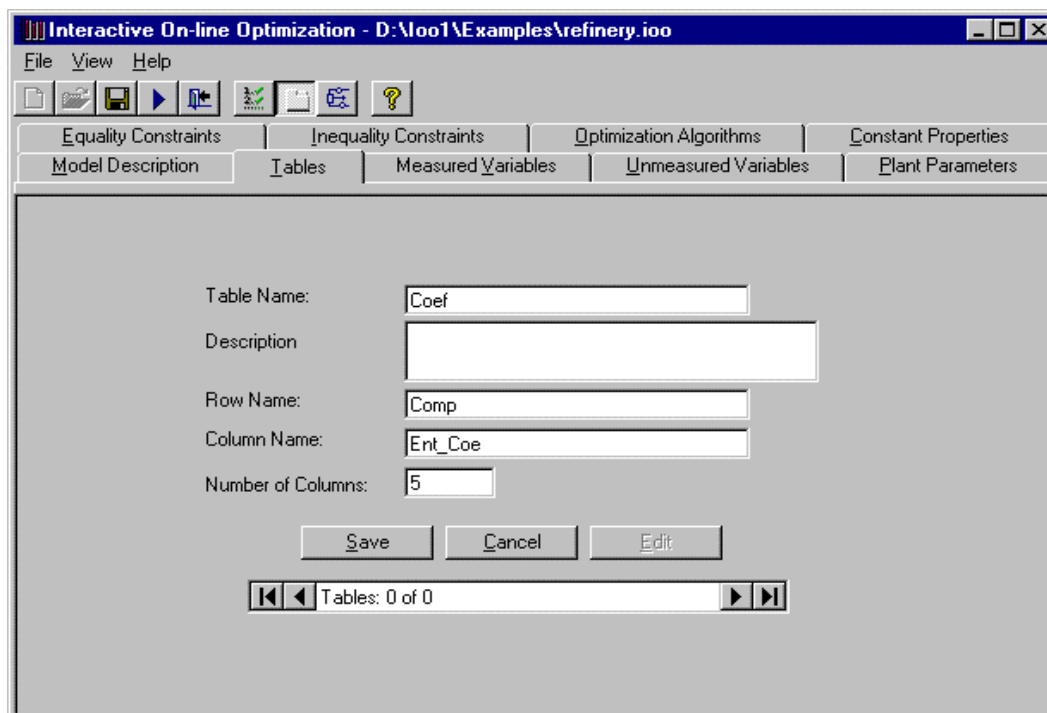 Interactive On-line Optimization - D:\Ioo1\Examples\refinery.ioo
File View Help
Equality Constraints Inequality Constraints Optimization Algorithms Constant Properties
Model Description Tables Measured Variables Unmeasured Variables Plant Parameters
Table Name: Coef
Description
Row Name: Comp
Column Name: Ent_Coe
Number of Columns: 5
Save Cancel Edit
Tables: 0 of 0